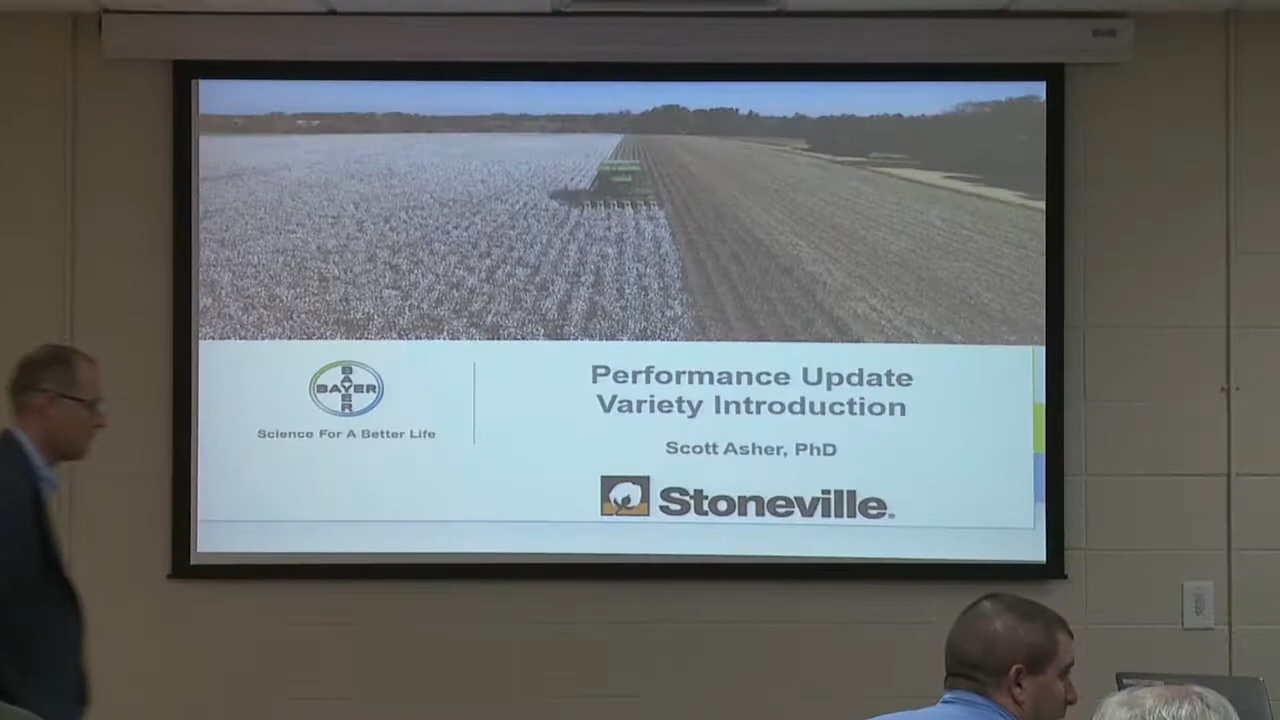 BAYER
BAYER
Science For A Better Life
Performance Update
Variety Introduction
Scott Asher, PhD
Stoneville®